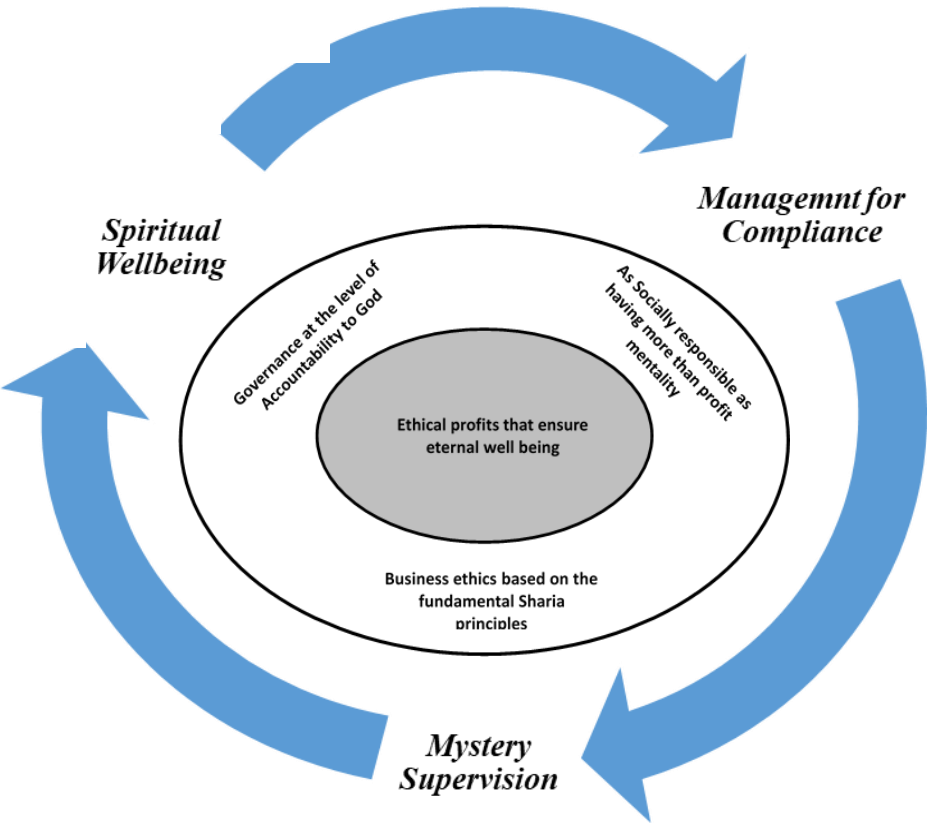 Spiritual
Wellbeing
Managemnt for
Compliance
Governance at the level of
Accountability to God
As Socially responsible as
having more than profit
mentality
Ethical profits that ensure
eternal well being
Business ethics based on the
fundamental Sharia
principles
Mystery
Supervision